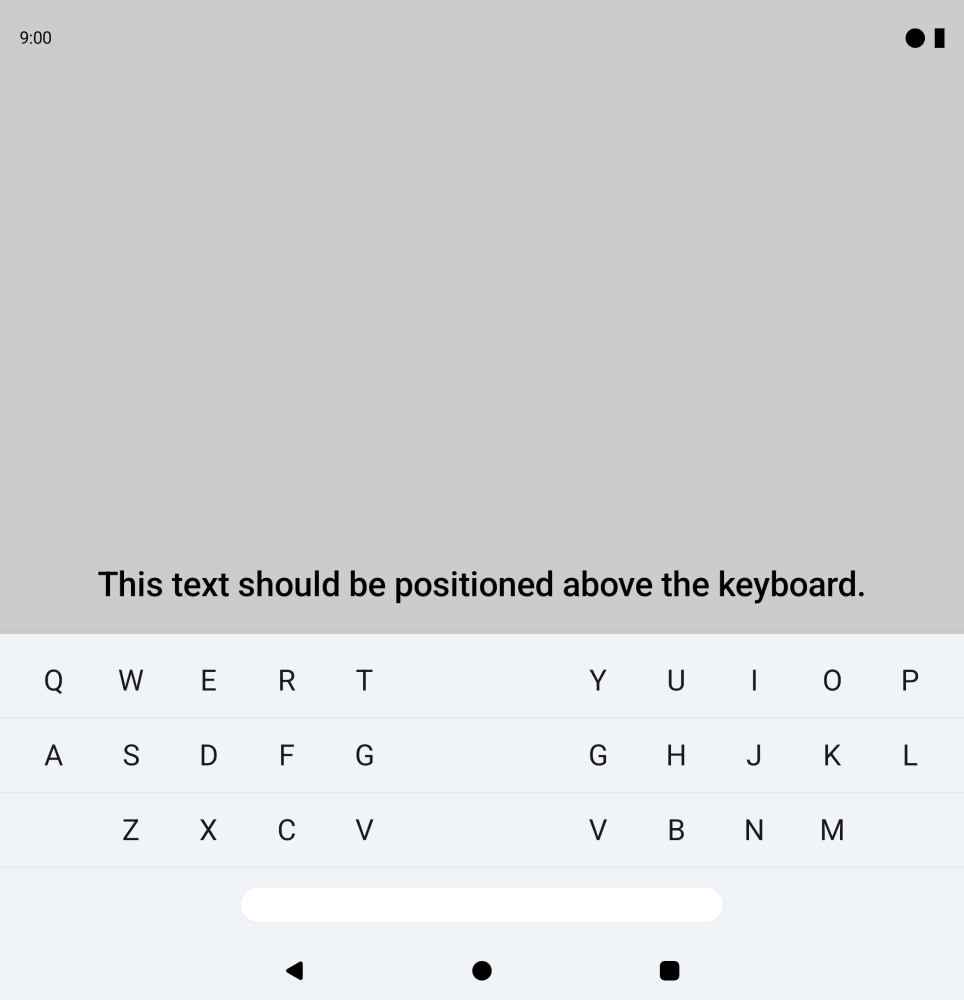 9:00
This text should be positioned above the keyboard.
Q W E R T Y U I O P
A S D F G G H J K L
Z X C V V B N M